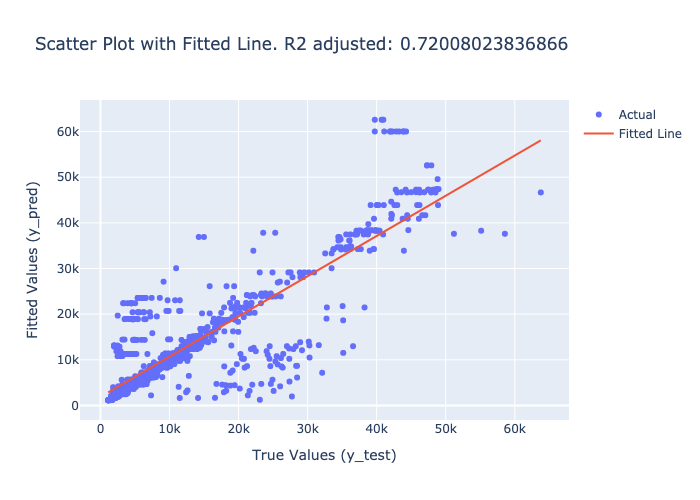 Scatter Plot with Fitted Line. R2 adjusted: 0.72008023836866
Actual
Fitted Line
Fitted Values (y_pred)
60k
50k
40k
30k
20k
10k
0
0 10k 20k 30k 40k 50k 60k
True Values (y_test)